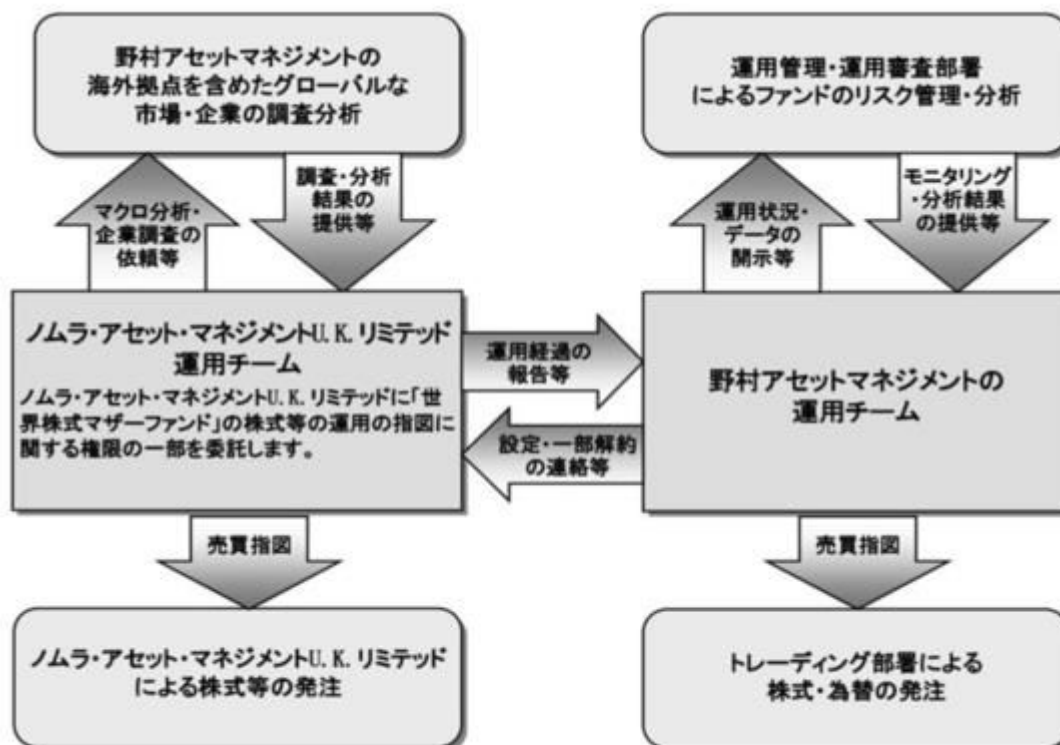 野村アセットマネジメントの
海外拠点を含めたグローバルな
市場・企業の調査分析
運用管理・運用審査部署
によるファンドのリスク管理・分析
マクロ分析・
企業調査の
依頼等
調査・分析
結果の
提供等
運用状況・
データの
開示等
モニタリング
・分析結果
の提供等
ノムラ・アセット・マネジメントU.K.リミテッド
運用チーム
ノムラ・アセット・マネジメントU.K.リミテッドに「世
界株式マザーファンド」の株式等の運用の指図に
関する権限の一部を委託します。
運用経過の
報告等
設定・一部解約
の連絡等
野村アセットマネジメントの
運用チーム
売買指図
売買指図
ノムラ・アセット・マネジメントU.K.リミテッド
による株式等の発注
トレーディング部署による
株式・為替の発注